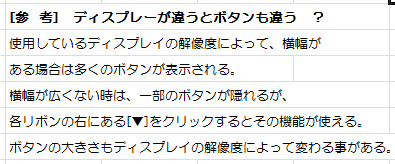 [参　考]　ディスプレーが違うとボタンも違う　？
使用しているディスプレイの解像度によって、横幅が
ある場合は多くのボタンが表示される。
横幅が広くない時は、一部のボタンが隠れるが、
各リボンの右にある[▼]をクリックするとその機能が使える。
ボタンの大きさもディスプレイの解像度によって変わる事がある。